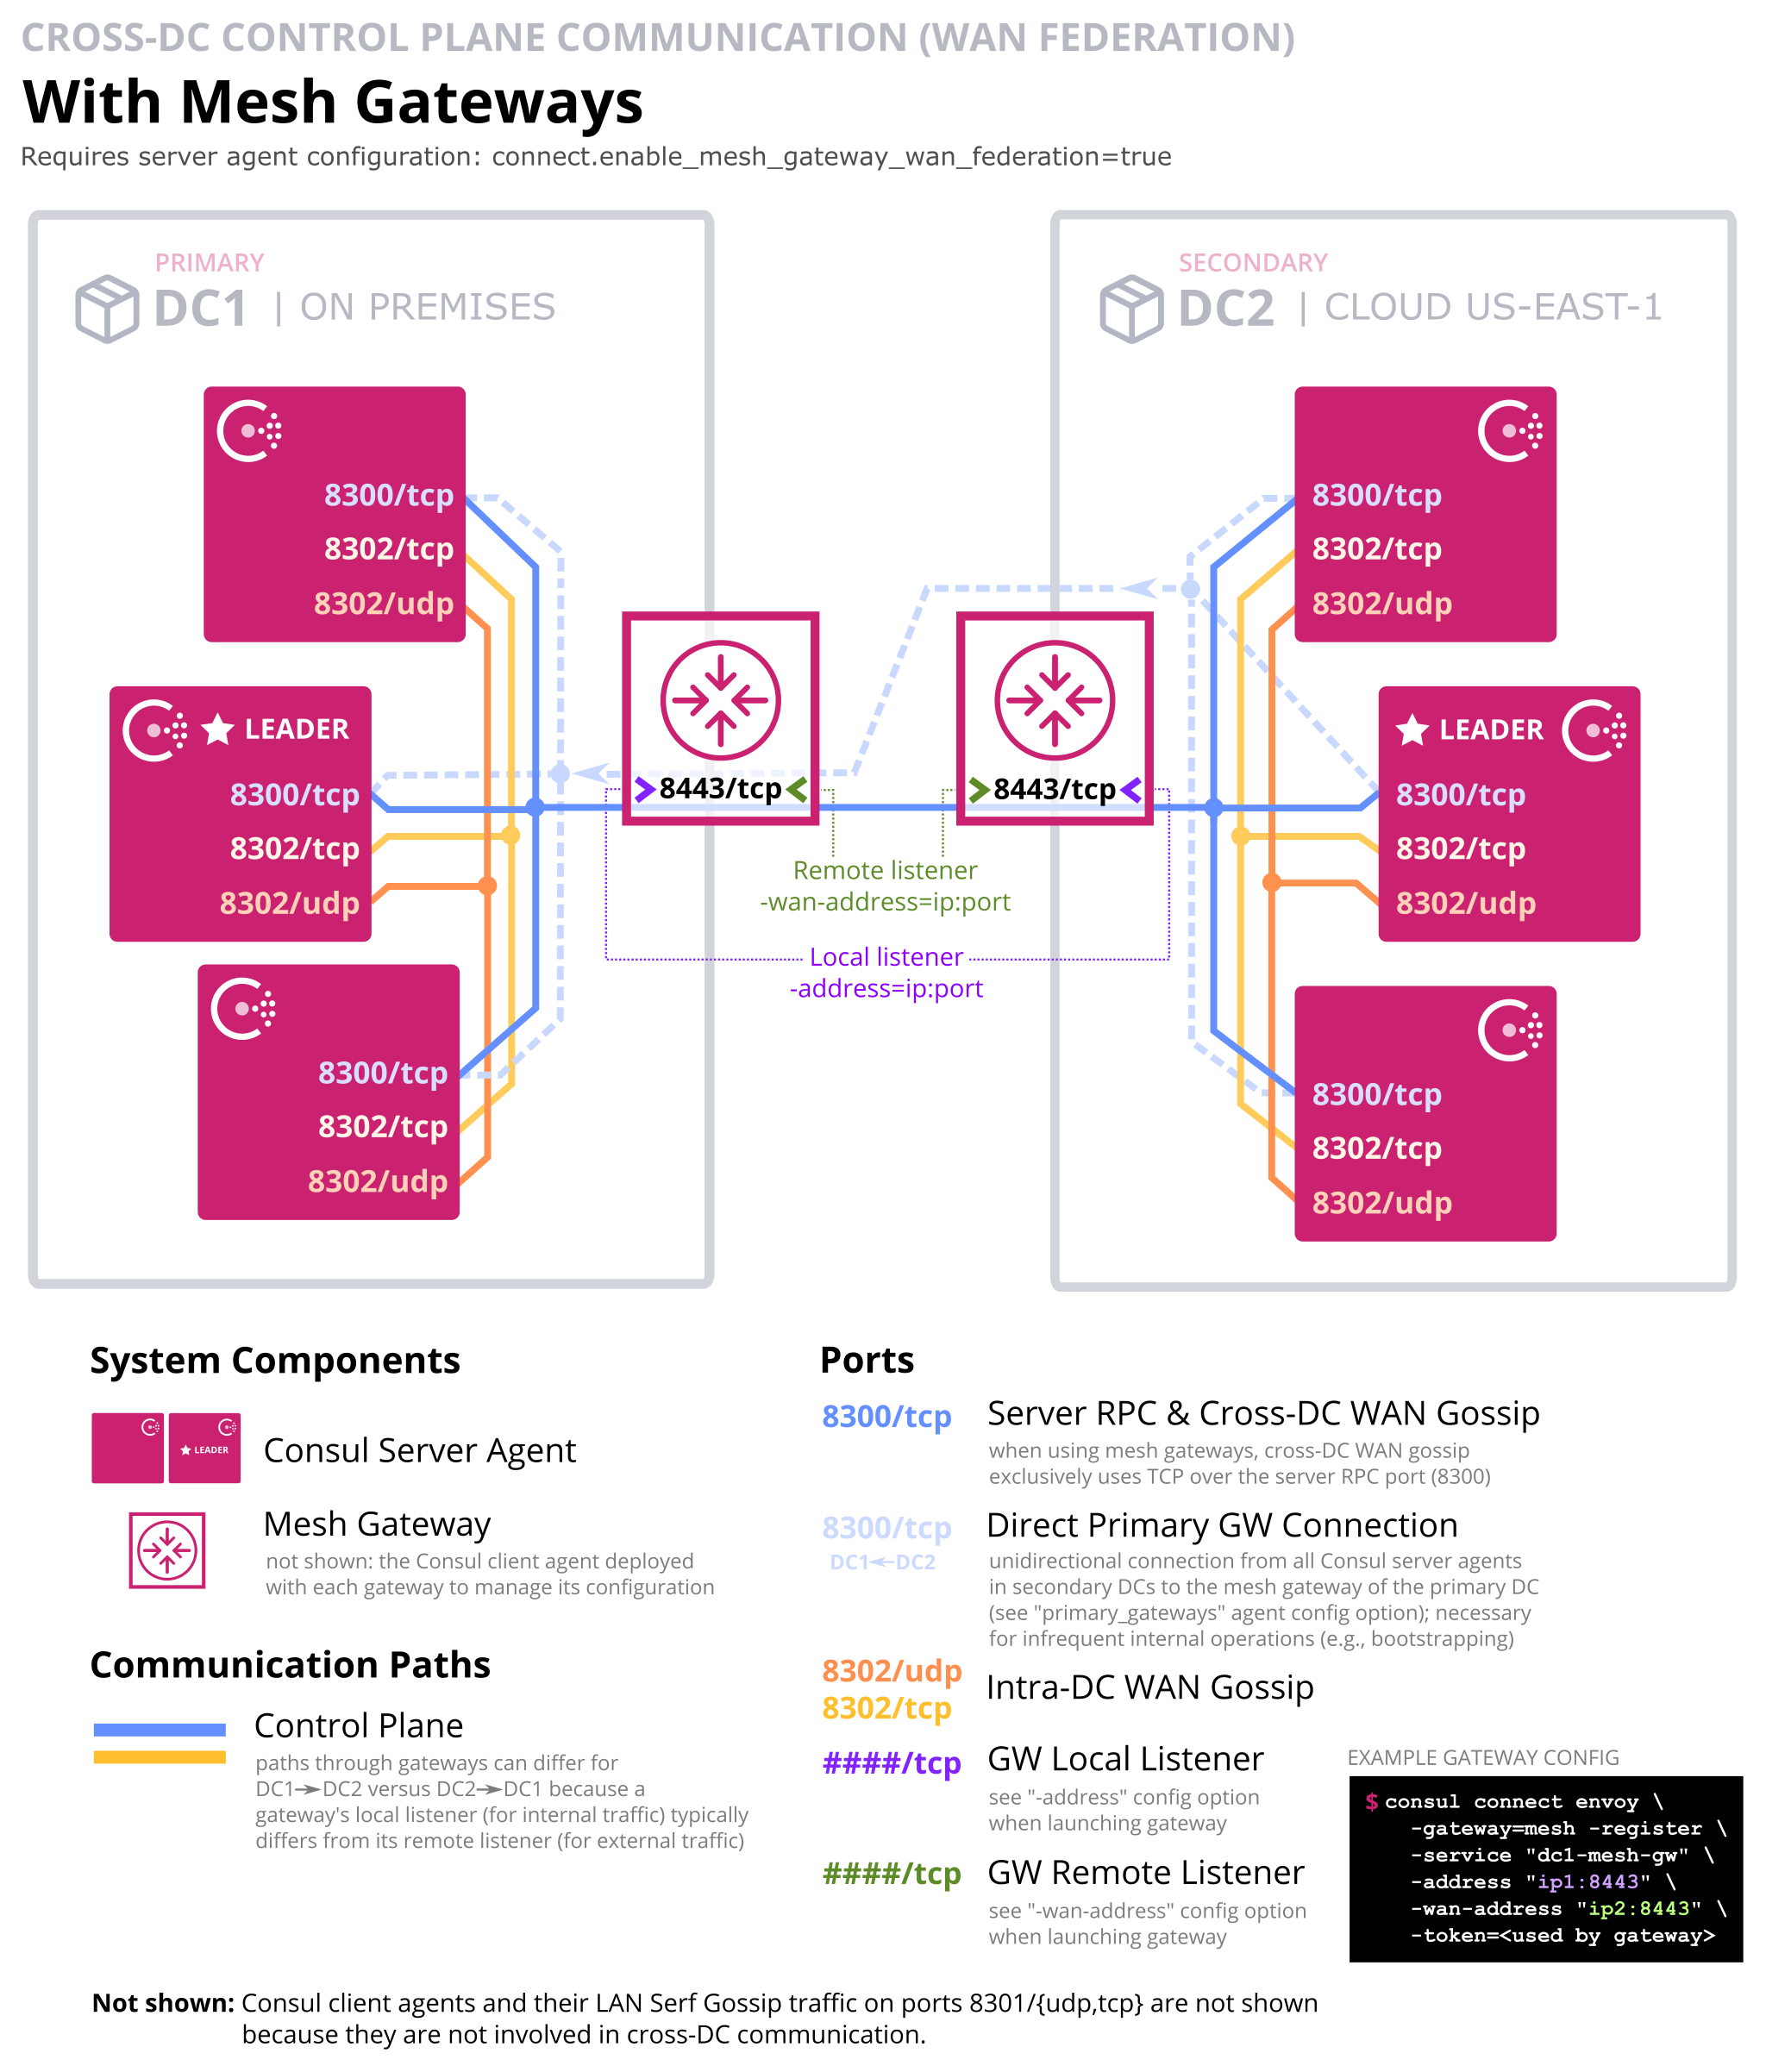 CROSS-DC CONTROL PLANE COMMUNICATION (WAN FEDERATION)
With Mesh Gateways
Requires server agent configuration: connect.enable_mesh_gateway_wan_federation=true
PRIMARY
DC1 | ON PREMISES
8300/tcp
8302/tcp
8302/udp
LEADER
8300/tcp
8302/tcp
8302/udp
8300/tcp
8302/tcp
8302/udp
8443/tcp
8443/tcp
Remote listener
-wan-address=ip:port
Local listener
-address=ip:port
SECONDARY
DC2 | CLOUD US-EAST-1
8300/tcp
8302/tcp
8302/udp
LEADER
8300/tcp
8302/tcp
8302/udp
8300/tcp
8302/tcp
8302/udp
System Components
LEADER
Consul Server Agent
Mesh Gateway
not shown: the Consul client agent deployed
with each gateway to manage its configuration
Communication Paths
Control Plane
paths through gateways can differ for
DC1→DC2 versus DC2→DC1 because a
gateway's local listener (for internal traffic) typically
differs from its remote listener (for external traffic)
Ports
8300/tcp
Server RPC & Cross-DC WAN Gossip
when using mesh gateways, cross-DC WAN gossip
exclusively uses TCP over the server RPC port (8300)
8300/tcp
DC1←DC2
Direct Primary GW Connection
unidirectional connection from all Consul server agents
in secondary DCs to the mesh gateway of the primary DC
(see "primary_gateways" agent config option); necessary
for infrequent internal operations (e.g., bootstrapping)
8302/udp
8302/tcp
Intra-DC WAN Gossip
####/tcp
GW Local Listener
see "-address" config option
when launching gateway
####/tcp
GW Remote Listener
see "-wan-address" config option
when launching gateway
EXAMPLE GATEWAY CONFIG
$ consul connect envoy \
-gateway=mesh -register \
-service "dc1-mesh-gw" \
-address "ip1:8443" \
-wan-address "ip2:8443" \
-token=<used by gateway>
Not shown: Consul client agents and their LAN Serf Gossip traffic on ports 8301/{udp,tcp} are not shown
because they are not involved in cross-DC communication.